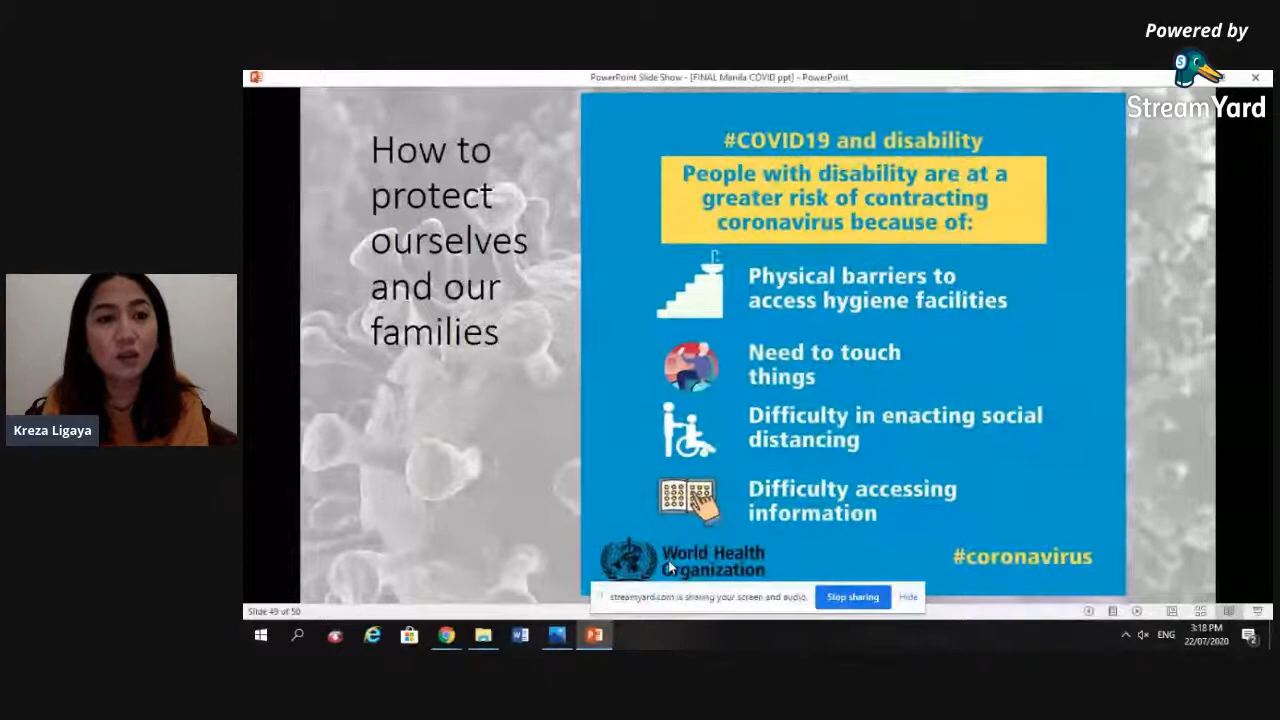 Powered by
StreamYard
PowerPoint Slide Show - [FINAL Manila COVID ppt] - PowerPoint
How to
protect
ourselves
and our
families
#COVID19 and disability
People with disability are at a
greater risk of contracting
coronavirus because of:
Physical barriers to
access hygiene facilities
Need to touch
things
Difficulty in enacting social
distancing
Difficulty accessing
information
World Health
Organization
#coronavirus
Kreza Ligaya
streamyard.com is sharing your screen and audio.
Stop sharing
Hide
Slide 49 of 50
ENG
3:18 PM
22/07/2020